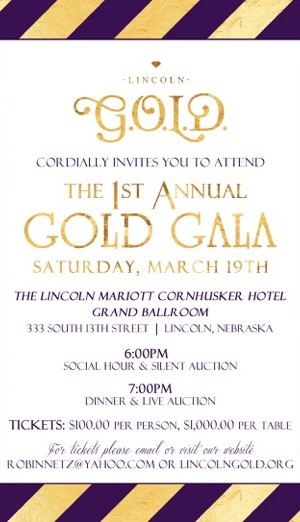 -LINCOLN-
G.O.L.D.
CORDIALLY INVITES YOU TO ATTEND
THE 1ST ANNUAL
GOLD GALA
SATURDAY, MARCH 19TH
THE LINCOLN MARIOTT CORNHUSKER HOTEL
GRAND BALLROOM
333 SOUTH 13TH STREET | LINCOLN, NEBRASKA
6:00PM
SOCIAL HOUR & SILENT AUCTION
7:00PM
DINNER & LIVE AUCTION
TICKETS: $100.00 PER PERSON, $1,000.00 PER TABLE
For tickets please email or visit our website
ROBINNETZ@YAHOO.COM OR LINCOLNGOLD.ORG